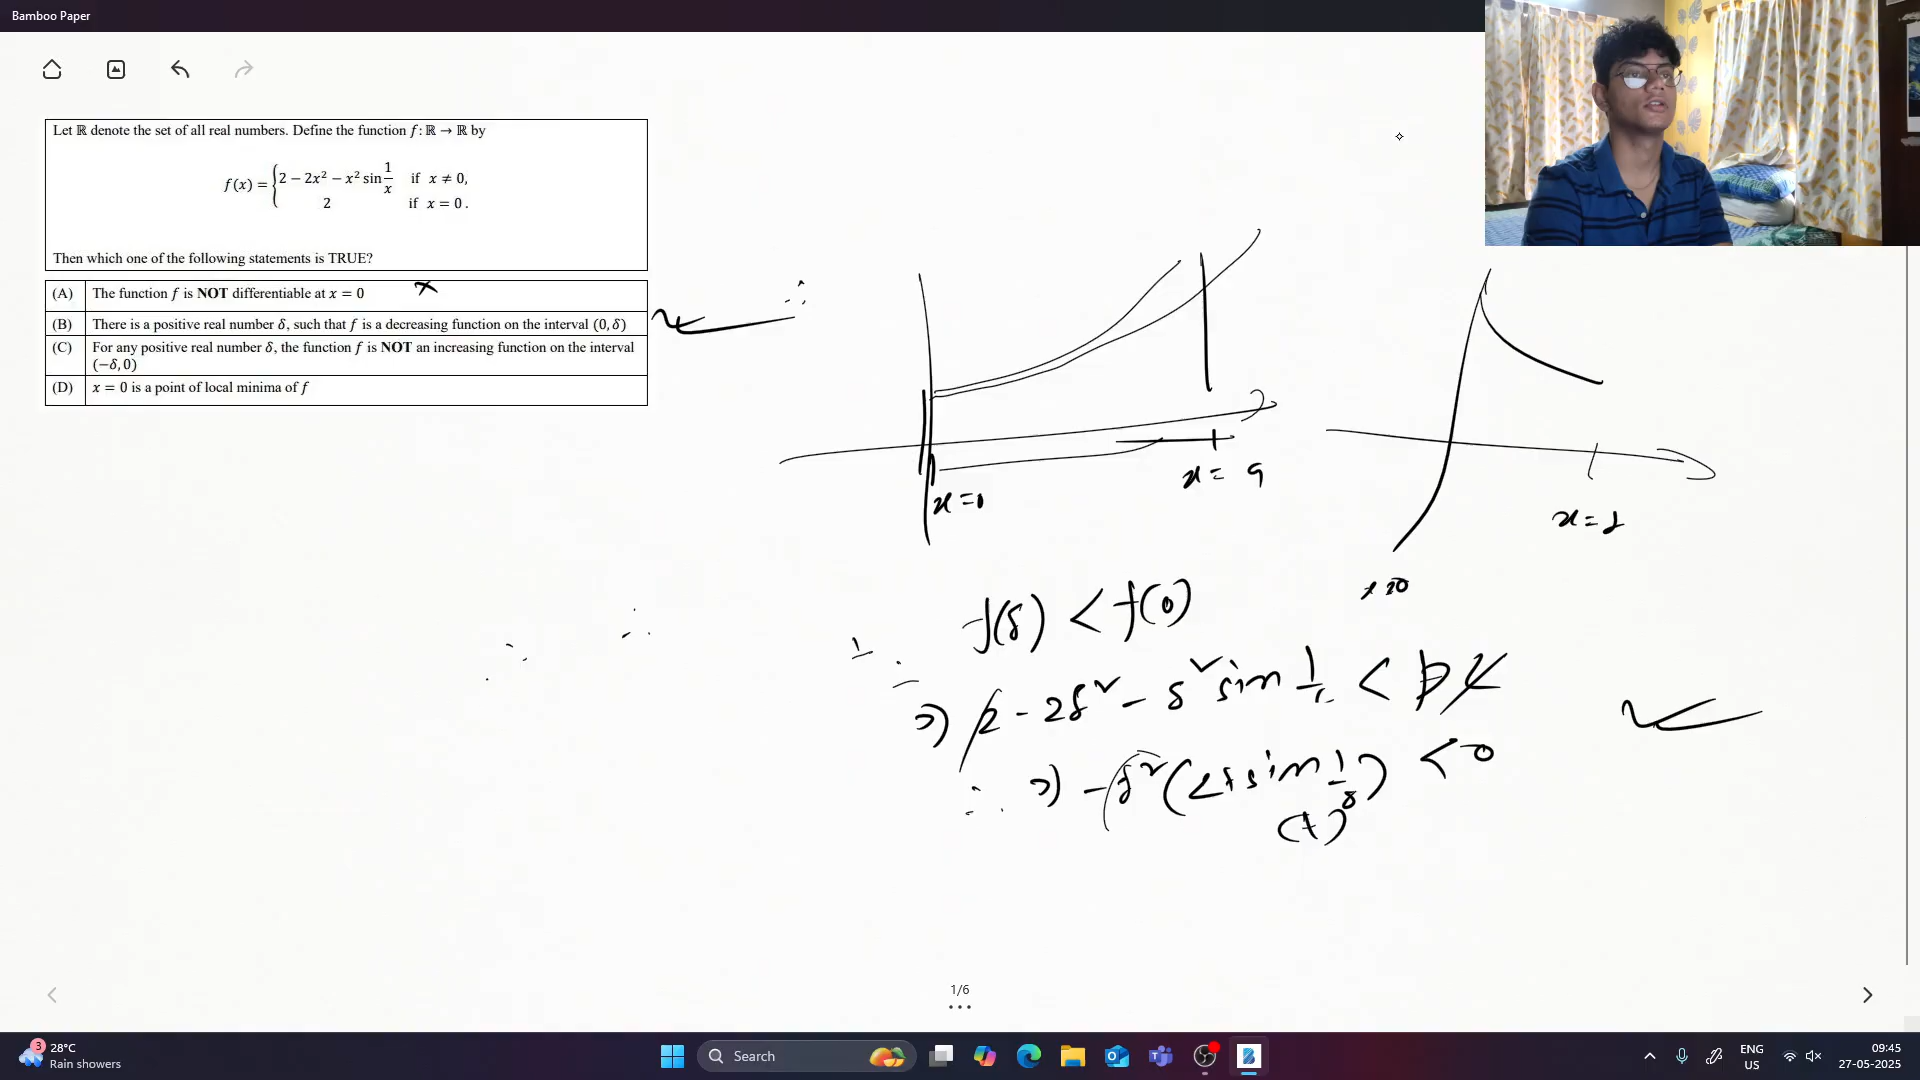 Bamboo Paper
Let ℝ denote the set of all real numbers. Define the function f: ℝ → ℝ by
f(x) = { 2 − 2x² − x² sin 1/x if x ≠ 0,
2 if x = 0 .
Then which one of the following statements is TRUE?
(A) The function f is NOT differentiable at x = 0
(B) There is a positive real number δ, such that f is a decreasing function on the interval (0, δ)
(C) For any positive real number δ, the function f is NOT an increasing function on the interval
(−δ, 0)
(D) x = 0 is a point of local minima of f
x = 0
x =
x =
f(δ) < f(0)
⇒ 2 - 2δ² - δ² sin 1/ <
⇒ -δ² (2 + sin 1/δ) < 0
(+)
1/6
3
28°C
Rain showers
Search
ENG
US
09:45
27-05-2025